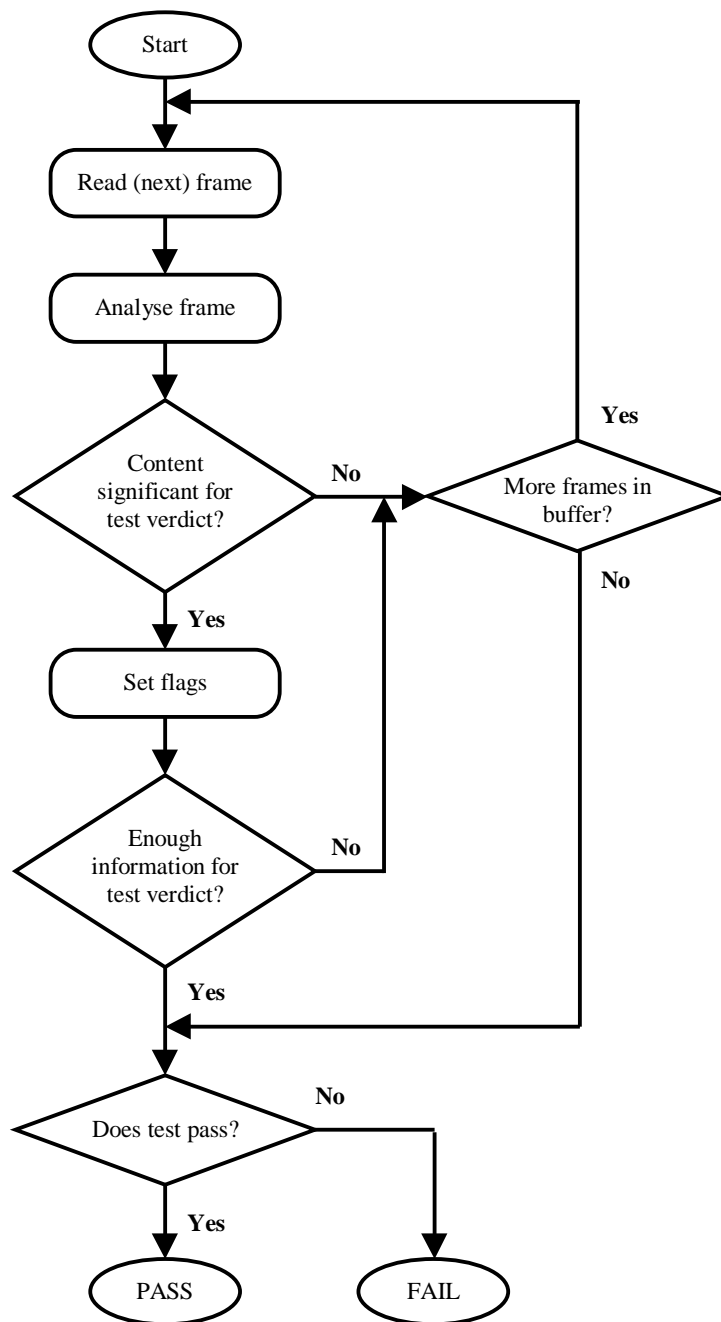 Start
Read (next) frame
Analyse frame
Content
significant for
test verdict?
No
Yes
More frames in
buffer?
Yes
No
Set flags
Enough
information for
test verdict?
No
Yes
Does test pass?
No
Yes
PASS
FAIL